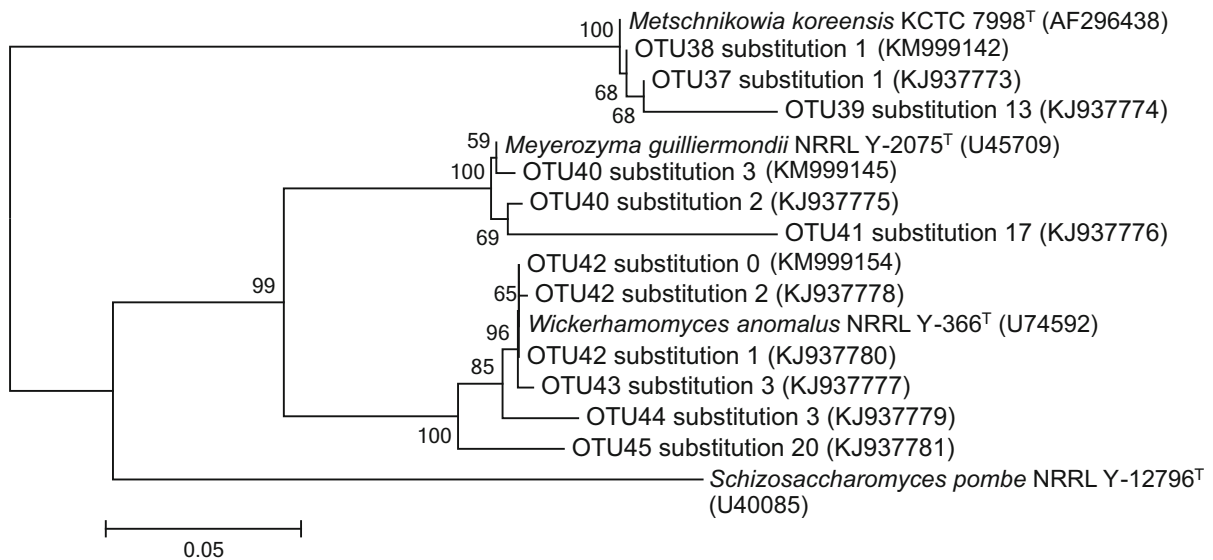 Metschnikowia koreensis KCTC 7998ᵀ (AF296438)
100
OTU38 substitution 1 (KM999142)
OTU37 substitution 1 (KJ937773)
68
68
OTU39 substitution 13 (KJ937774)
59
Meyerozyma guilliermondii NRRL Y-2075ᵀ (U45709)
100
OTU40 substitution 3 (KM999145)
OTU40 substitution 2 (KJ937775)
69
OTU41 substitution 17 (KJ937776)
OTU42 substitution 0 (KM999154)
99
65
OTU42 substitution 2 (KJ937778)
Wickerhamomyces anomalus NRRL Y-366ᵀ (U74592)
96
OTU42 substitution 1 (KJ937780)
85
OTU43 substitution 3 (KJ937777)
OTU44 substitution 3 (KJ937779)
100
OTU45 substitution 20 (KJ937781)
Schizosaccharomyces pombe NRRL Y-12796ᵀ
(U40085)
0.05